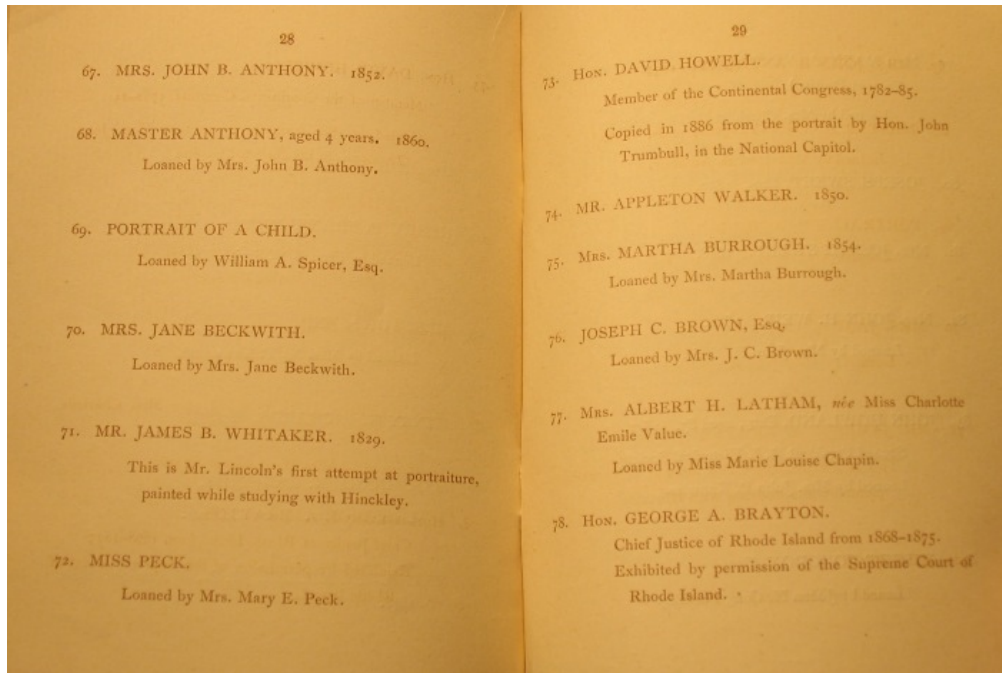 28
67. MRS. JOHN B. ANTHONY. 1852.
68. MASTER ANTHONY, aged 4 years. 1860.
Loaned by Mrs. John B. Anthony.
69. PORTRAIT OF A CHILD.
Loaned by William A. Spicer, Esq.
70. MRS. JANE BECKWITH.
Loaned by Mrs. Jane Beckwith.
71. MR. JAMES B. WHITAKER. 1829.
This is Mr. Lincoln's first attempt at portraiture,
painted while studying with Hinckley.
72. MISS PECK.
Loaned by Mrs. Mary E. Peck.
29
73. HON. DAVID HOWELL.
Member of the Continental Congress, 1782–85.
Copied in 1886 from the portrait by Hon. John
Trumbull, in the National Capitol.
74. MR. APPLETON WALKER. 1850.
75. MRS. MARTHA BURROUGH. 1854.
Loaned by Mrs. Martha Burrough.
76. JOSEPH C. BROWN, ESQ.
Loaned by Mrs. J. C. Brown.
77. MRS. ALBERT H. LATHAM, née Miss Charlotte
Emile Value.
Loaned by Miss Marie Louise Chapin.
78. HON. GEORGE A. BRAYTON.
Chief Justice of Rhode Island from 1868–1875.
Exhibited by permission of the Supreme Court of
Rhode Island.